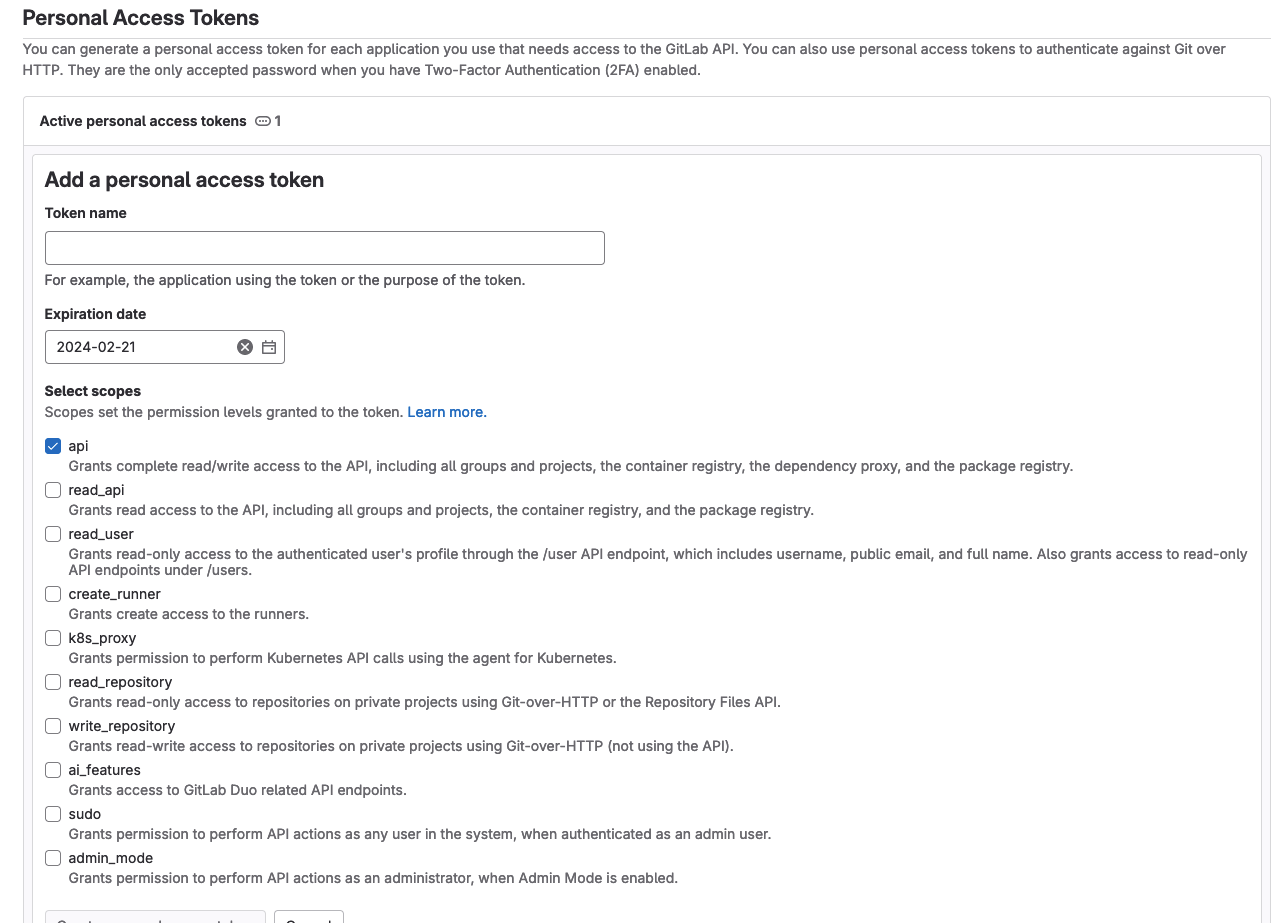 Personal Access Tokens
You can generate a personal access token for each application you use that needs access to the GitLab API. You can also use personal access tokens to authenticate against Git over
HTTP. They are the only accepted password when you have Two-Factor Authentication (2FA) enabled.
Active personal access tokens 1
Add a personal access token
Token name
For example, the application using the token or the purpose of the token.
Expiration date
2024-02-21
Select scopes
Scopes set the permission levels granted to the token. Learn more.
api
Grants complete read/write access to the API, including all groups and projects, the container registry, the dependency proxy, and the package registry.
read_api
Grants read access to the API, including all groups and projects, the container registry, and the package registry.
read_user
Grants read-only access to the authenticated user's profile through the /user API endpoint, which includes username, public email, and full name. Also grants access to read-only
API endpoints under /users.
create_runner
Grants create access to the runners.
k8s_proxy
Grants permission to perform Kubernetes API calls using the agent for Kubernetes.
read_repository
Grants read-only access to repositories on private projects using Git-over-HTTP or the Repository Files API.
write_repository
Grants read-write access to repositories on private projects using Git-over-HTTP (not using the API).
ai_features
Grants access to GitLab Duo related API endpoints.
sudo
Grants permission to perform API actions as any user in the system, when authenticated as an admin user.
admin_mode
Grants permission to perform API actions as an administrator, when Admin Mode is enabled.